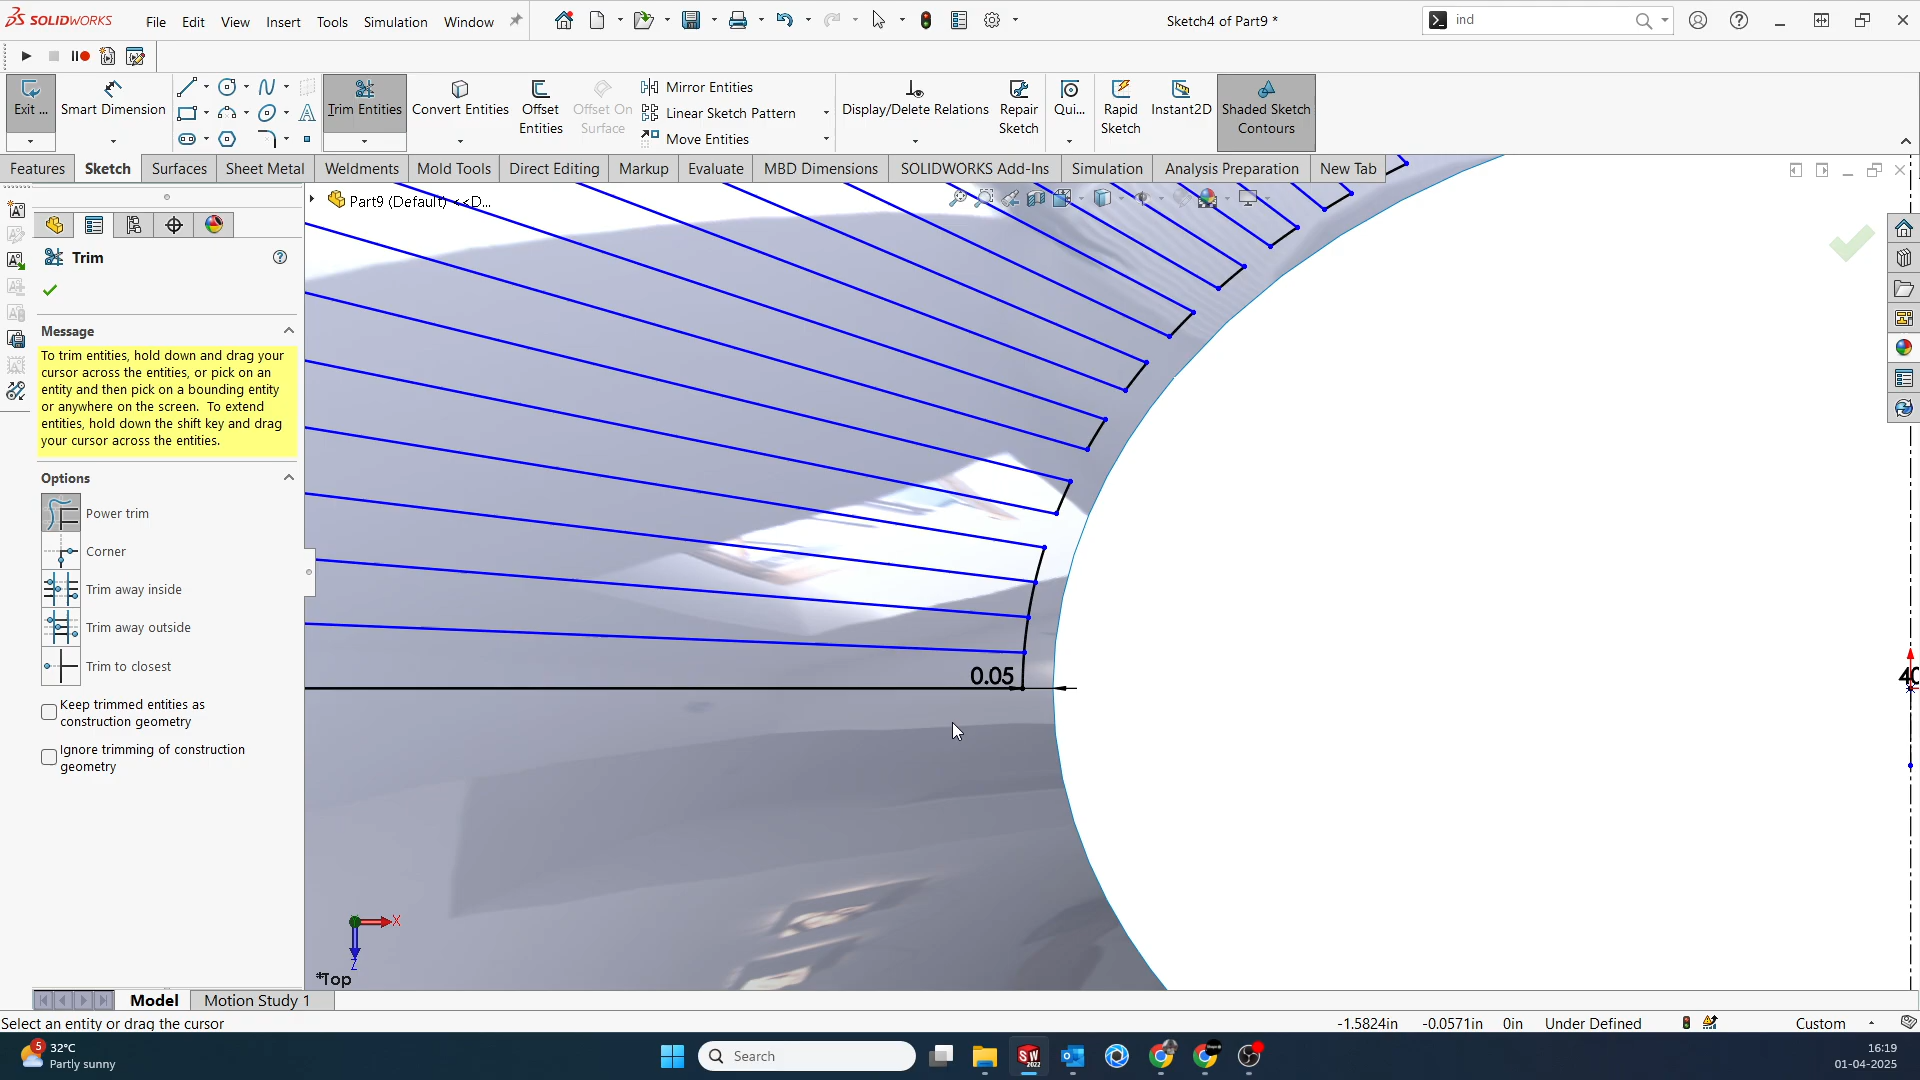 SOLIDWORKS File Edit View Insert Tools Simulation Window Sketch4 of Part9 * ind
Exit ... Smart Dimension Trim Entities Convert Entities Offset Entities Offset On Surface Mirror Entities Linear Sketch Pattern Move Entities Display/Delete Relations Repair Sketch Qui... Rapid Sketch Instant2D Shaded Sketch Contours
Features Sketch Surfaces Sheet Metal Weldments Mold Tools Direct Editing Markup Evaluate MBD Dimensions SOLIDWORKS Add-Ins Simulation Analysis Preparation New Tab
Part9 (Default) <<D...
Trim
Message
To trim entities, hold down and drag your
cursor across the entities, or pick on an
entity and then pick on a bounding entity
or anywhere on the screen. To extend
entities, hold down the shift key and drag
your cursor across the entities.
Options
Power trim
Corner
Trim away inside
Trim away outside
Trim to closest
Keep trimmed entities as
construction geometry
Ignore trimming of construction
geometry
0.05
40
X
Z
*Top
Model Motion Study 1
Select an entity or drag the cursor -1.5824in -0.0571in 0in Under Defined Custom
5 32°C
Partly sunny
Search
SW
2022
16:19
01-04-2025